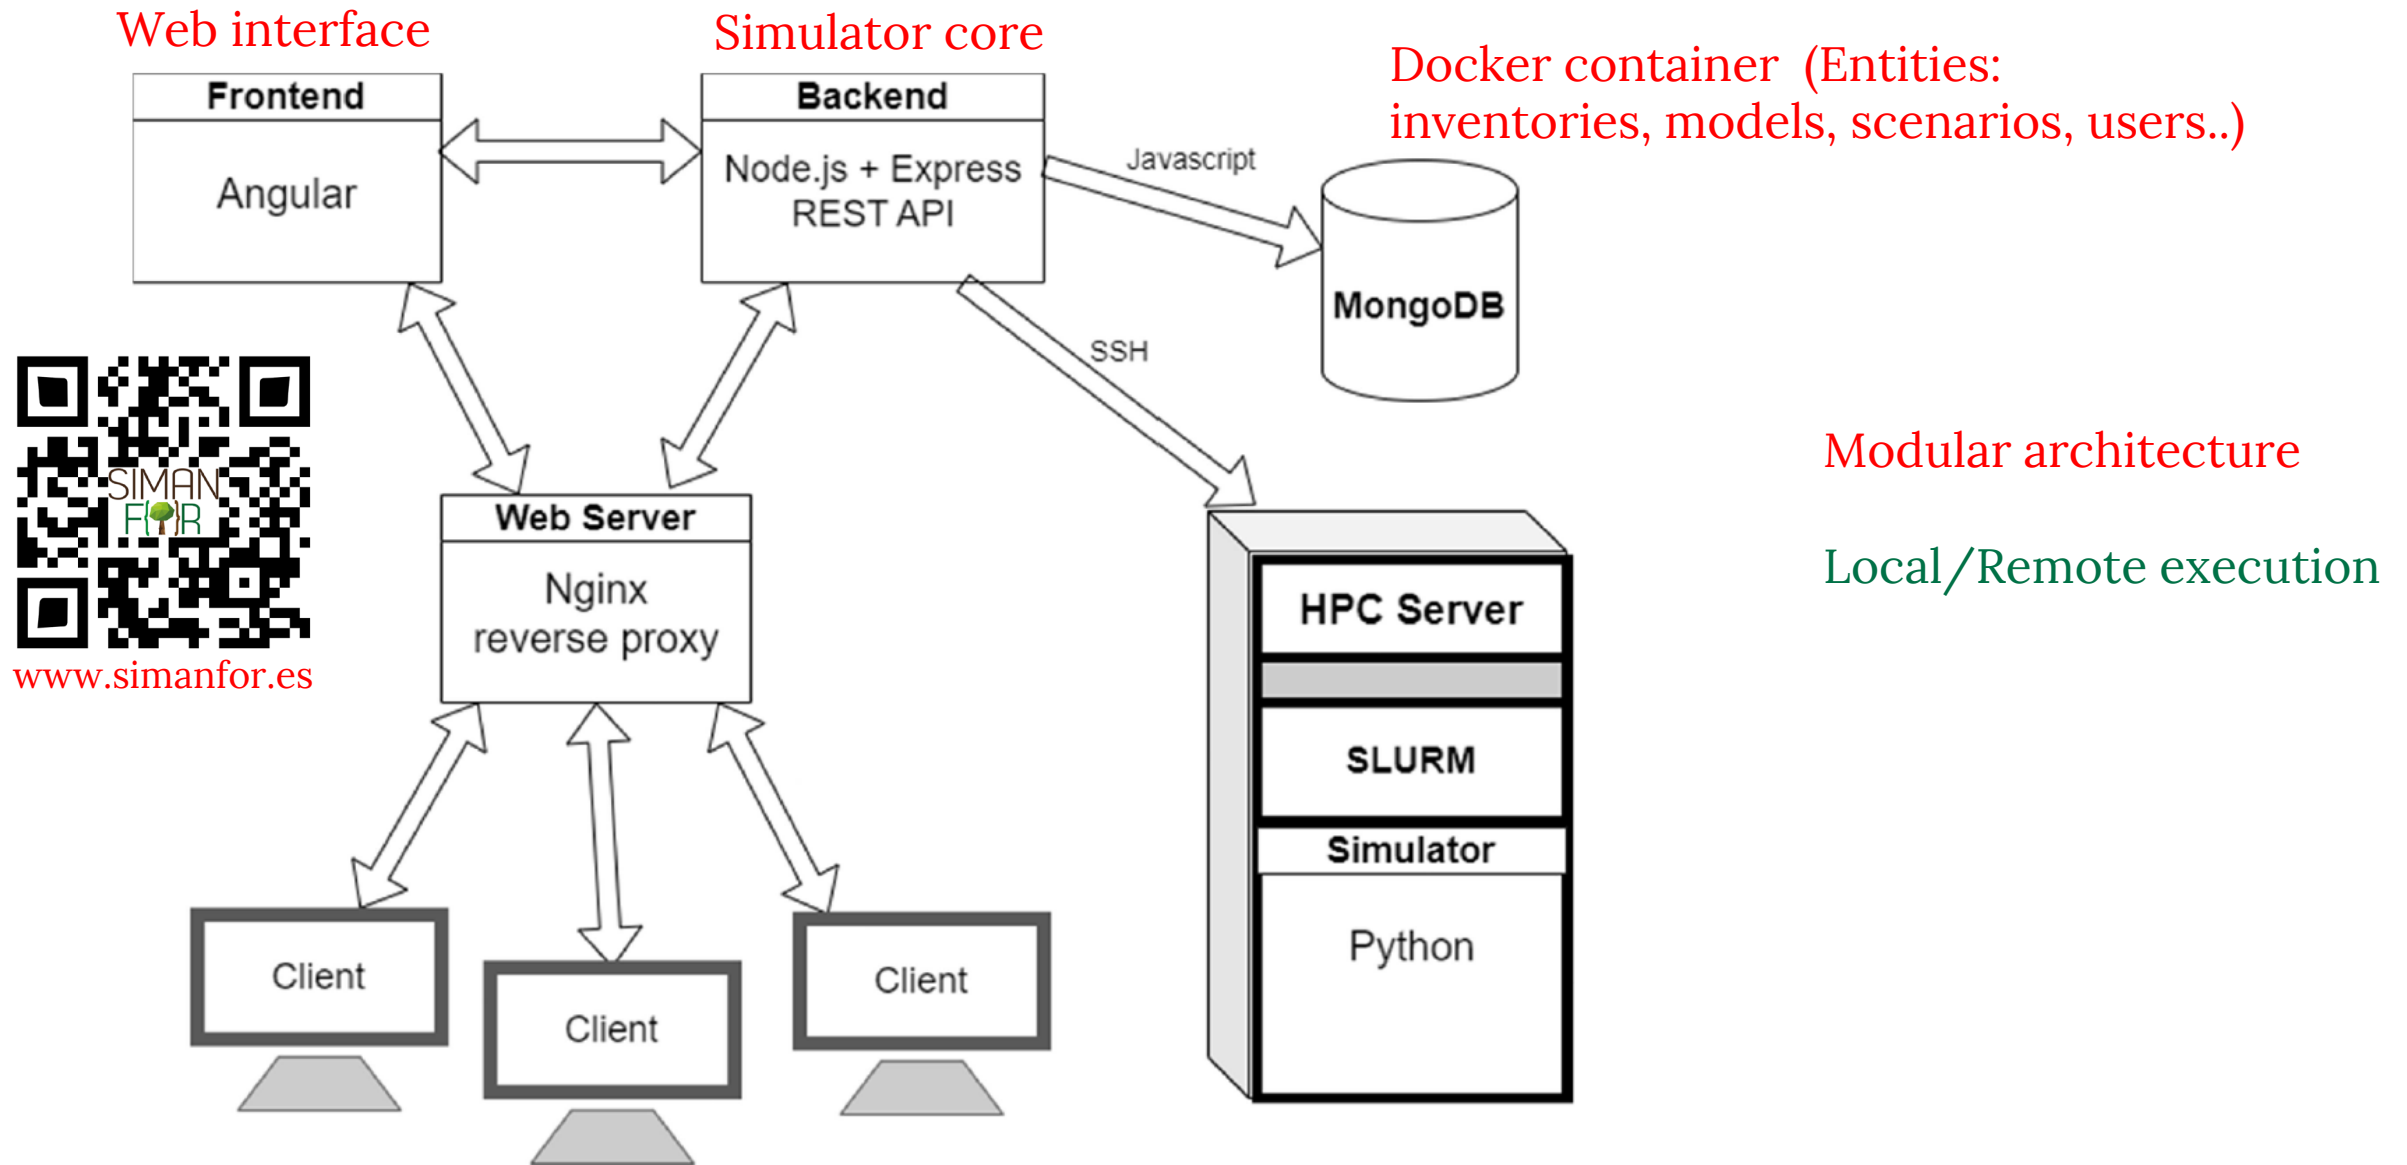 Web interface
Simulator core
Docker container (Entities:
inventories, models, scenarios, users..)
Frontend
Angular
Backend
Node.js + Express
REST API
Javascript
MongoDB
SSH
SIMAN
F{}R
www.simanfor.es
Web Server
Nginx
reverse proxy
Modular architecture
Local/Remote execution
HPC Server
SLURM
Simulator
Python
Client
Client
Client